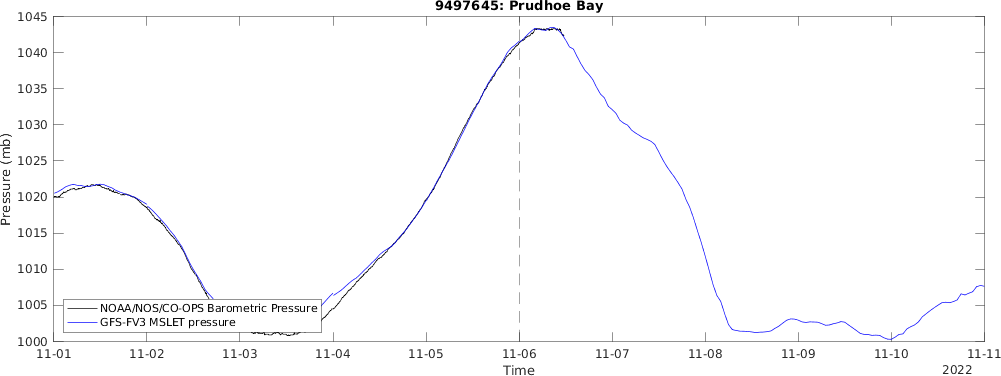 9497645: Prudhoe Bay
Pressure (mb)
1045
1040
1035
1030
1025
1020
1015
1010
1005
1000
NOAA/NOS/CO-OPS Barometric Pressure
GFS-FV3 MSLET pressure
11-01 11-02 11-03 11-04 11-05 11-06 11-07 11-08 11-09 11-10 11-11
Time
2022